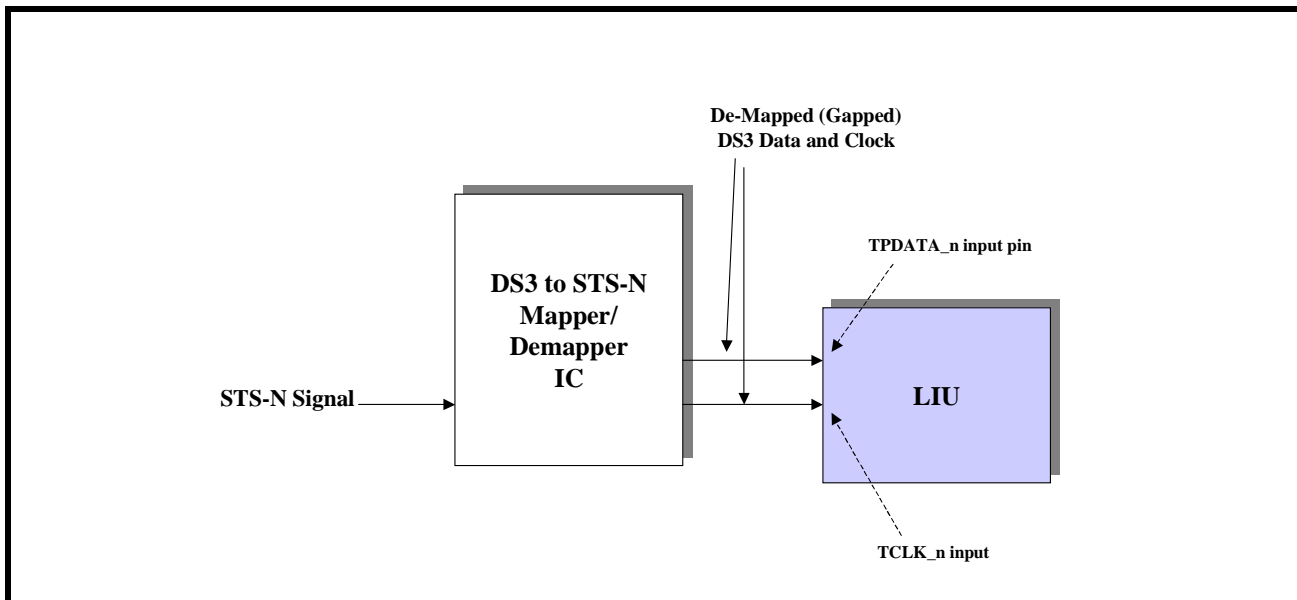 De-Mapped (Gapped)
DS3 Data and Clock
TPDATA_n input pin
DS3 to STS-N
Mapper/
Demapper
IC
STS-N Signal
LIU
TCLK_n input